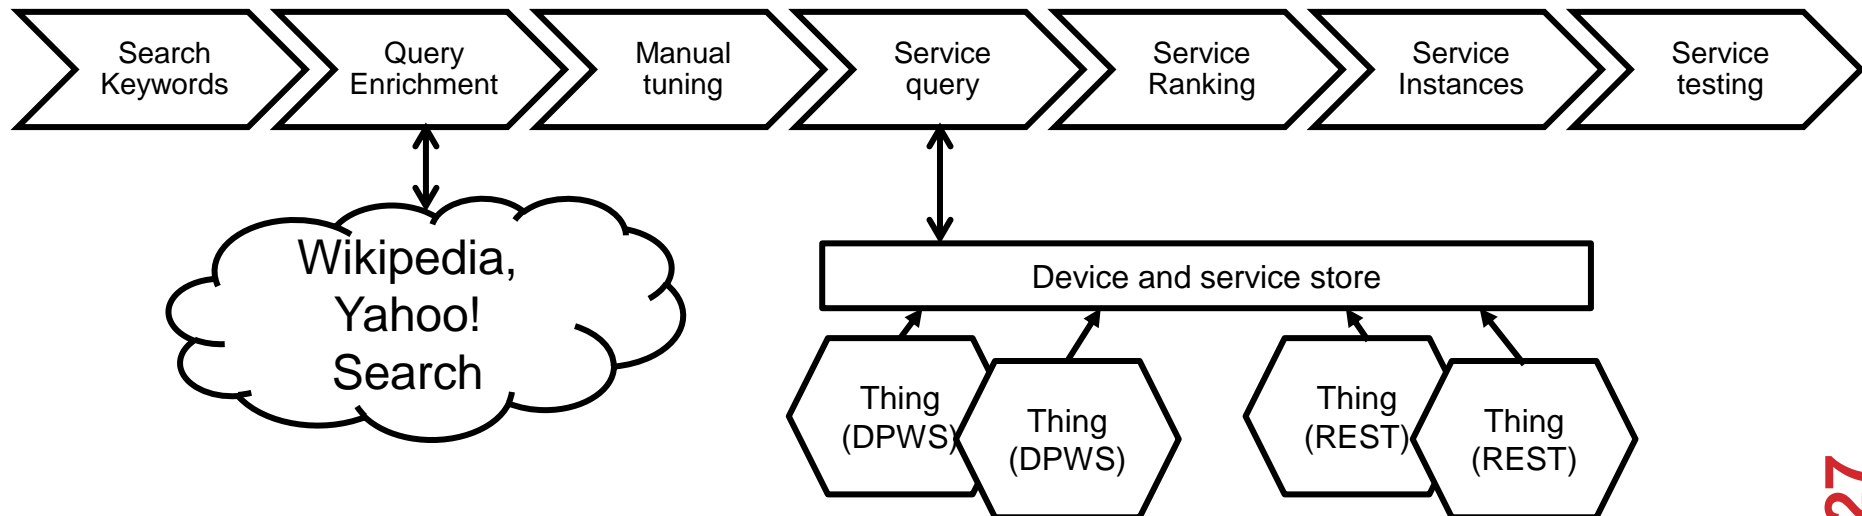 Search
Keywords
Query
Enrichment
Manual
tuning
Service
query
Service
Ranking
Service
Instances
Service
testing
Wikipedia,
Yahoo!
Search
Device and service store
Thing
(DPWS)
Thing
(DPWS)
Thing
(REST)
Thing
(REST)
27